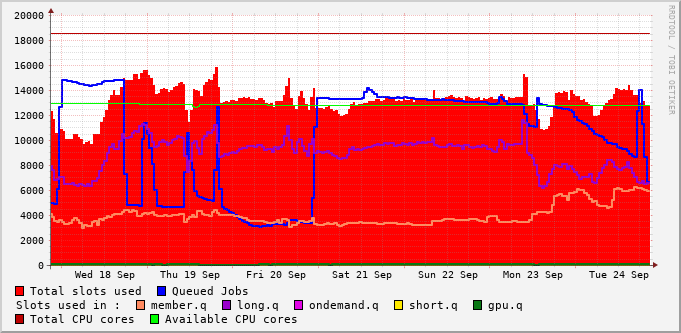 20000
18000
16000
14000
12000
10000
8000
6000
4000
2000
0
Wed 18 Sep Thu 19 Sep Fri 20 Sep Sat 21 Sep Sun 22 Sep Mon 23 Sep Tue 24 Sep
RRDTOOL / TOBI OETIKER
Total slots used Queued Jobs
Slots used in : member.q long.q ondemand.q short.q gpu.q
Total CPU cores Available CPU cores